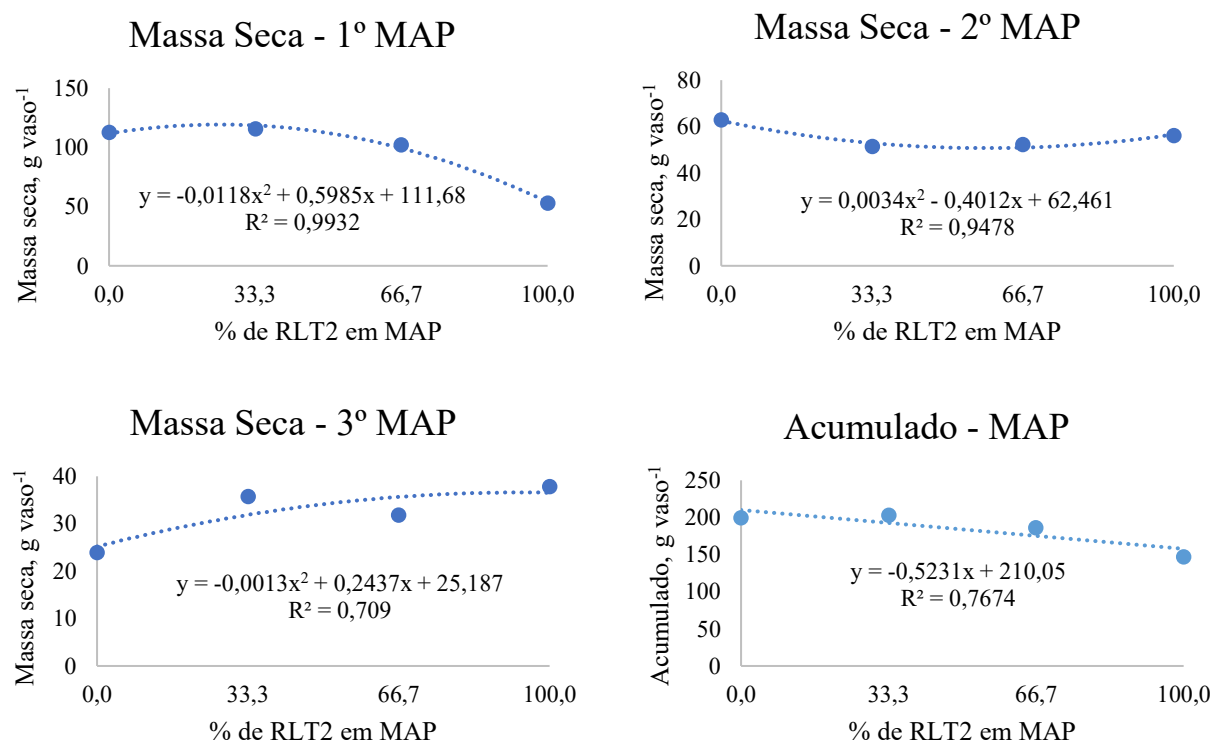 Massa Seca - 1º MAP
Massa seca, g vaso⁻¹
150
100
50
0
y = -0,0118x² + 0,5985x + 111,68
R² = 0,9932
0,0 33,3 66,7 100,0
% de RLT2 em MAP
Massa Seca - 2º MAP
Massa seca, g vaso⁻¹
80
60
40
20
0
y = 0,0034x² - 0,4012x + 62,461
R² = 0,9478
0,0 33,3 66,7 100,0
% de RLT2 em MAP
Massa Seca - 3º MAP
Massa seca, g vaso⁻¹
40
30
20
10
0
y = -0,0013x² + 0,2437x + 25,187
R² = 0,709
0,0 33,3 66,7 100,0
% de RLT2 em MAP
Acumulado - MAP
Acumulado, g vaso⁻¹
250
200
150
100
50
0
y = -0,5231x + 210,05
R² = 0,7674
0,0 33,3 66,7 100,0
% de RLT2 em MAP